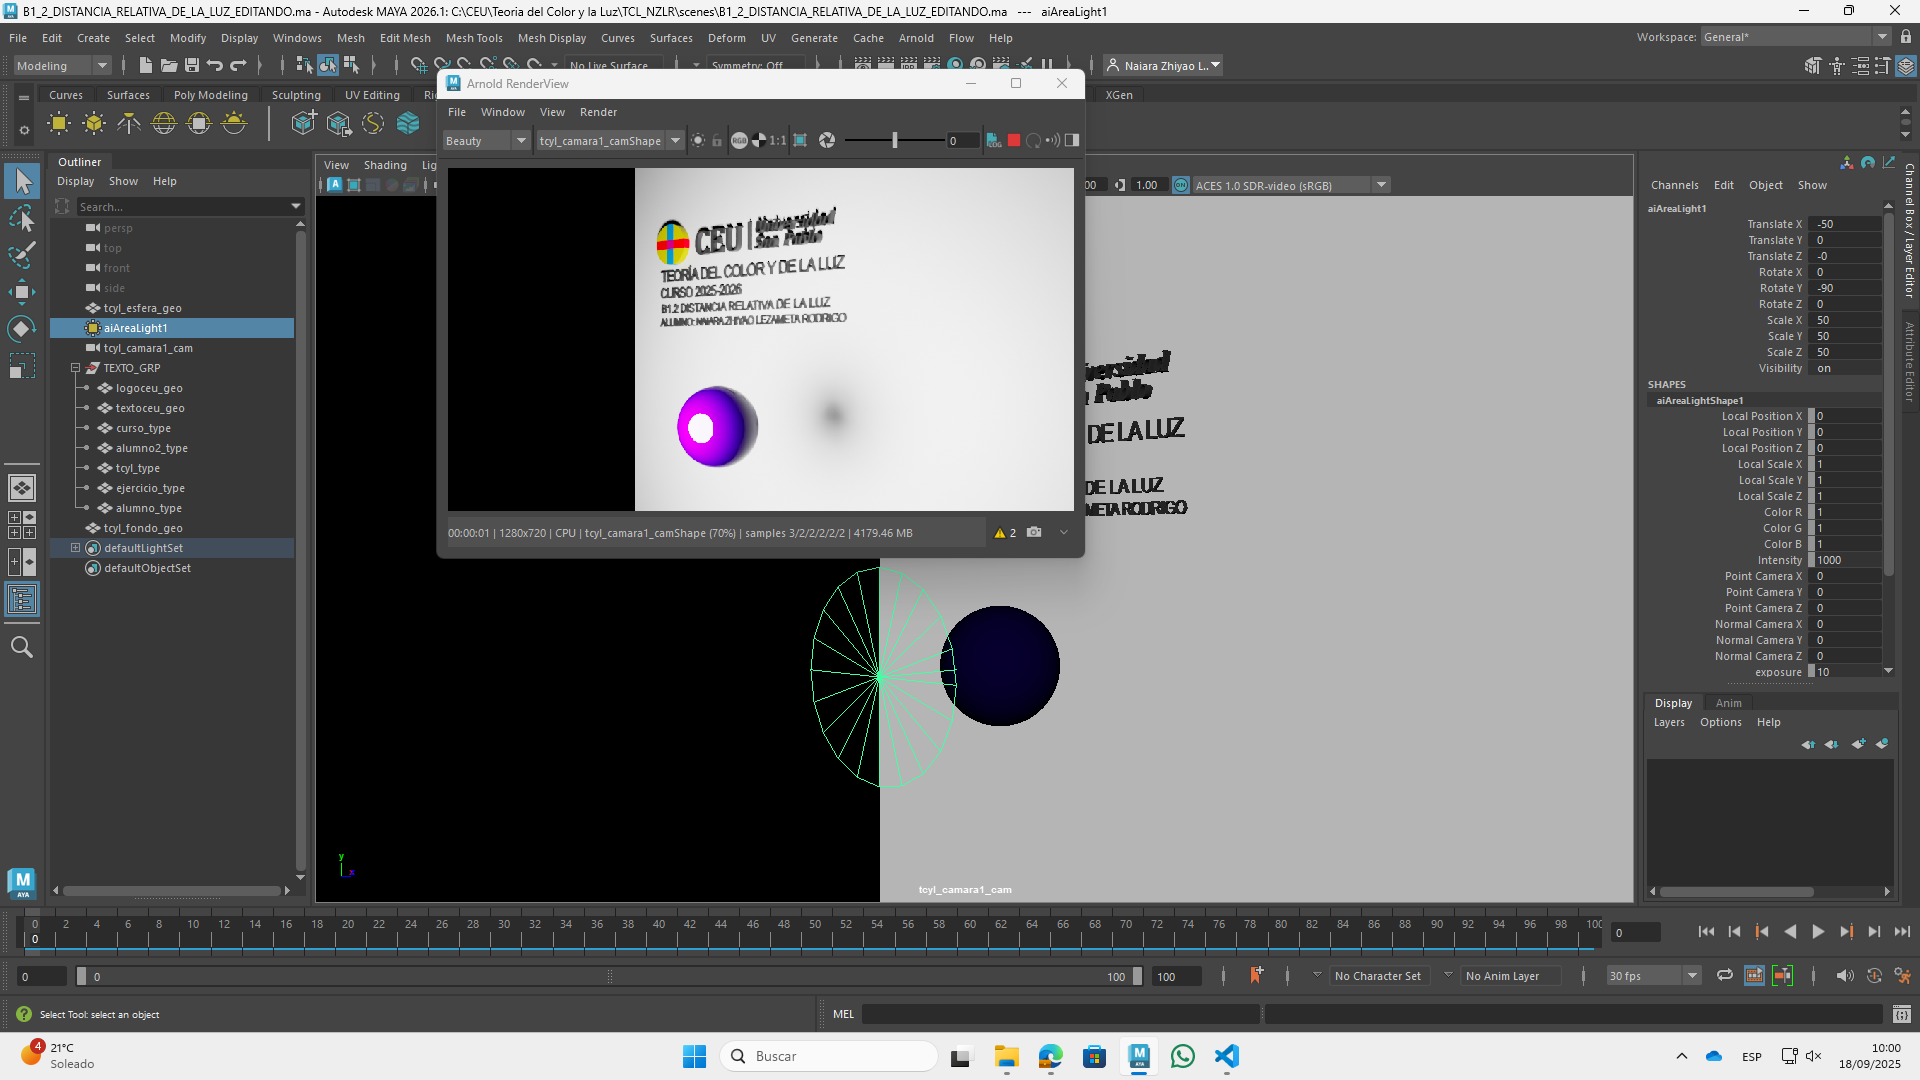 B1_2_DISTANCIA_RELATIVA_DE_LA_LUZ_EDITANDO.ma - Autodesk MAYA 2026.1: C:\CEU\Teoria del Color y la Luz\TCL_NZLR\scenes\B1_2_DISTANCIA_RELATIVA_DE_LA_LUZ_EDITANDO.ma --- aiAreaLight1
File Edit Create Select Modify Display Windows Mesh Edit Mesh Mesh Tools Mesh Display Curves Surfaces Deform UV Generate Cache Arnold Flow Help
Workspace: General*
Modeling
No Live Surface
Symmetry: Off
Naiara Zhiyao L..
Curves Surfaces Poly Modeling Sculpting UV Editing
XGen
Arnold RenderView
File Window View Render
Beauty
tcyl_camara1_camShape
1:1
0
CEU Universidad San Pablo
TEORÍA DEL COLOR Y DE LA LUZ
CURSO 2025-2026
B1.2 DISTANCIA RELATIVA DE LA LUZ
ALUMNO: NAIARA ZHIYAO LEZAMETA RODRIGO
00:00:01 | 1280x720 | CPU | tcyl_camara1_camShape (70%) | samples 3/2/2/2/2/2 | 4179.46 MB
2
Outliner
Display Show Help
Search...
persp
top
front
side
tcyl_esfera_geo
aiAreaLight1
tcyl_camara1_cam
TEXTO_GRP
logoceu_geo
textoceu_geo
curso_type
alumno2_type
tcyl_type
ejercicio_type
alumno_type
tcyl_fondo_geo
defaultLightSet
defaultObjectSet
View Shading Lig
00
1.00
ACES 1.0 SDR-video (sRGB)
DE LA LUZ
DE LA LUZ
META RODRIGO
y
tcyl_camara1_cam
Channels Edit Object Show
aiAreaLight1
Translate X -50
Translate Y 0
Translate Z -0
Rotate X 0
Rotate Y -90
Rotate Z 0
Scale X 50
Scale Y 50
Scale Z 50
Visibility on
SHAPES
aiAreaLightShape1
Local Position X 0
Local Position Y 0
Local Position Z 0
Local Scale X 1
Local Scale Y 1
Local Scale Z 1
Color R 1
Color G 1
Color B 1
Intensity 1000
Point Camera X 0
Point Camera Y 0
Point Camera Z 0
Normal Camera X 0
Normal Camera Y 0
Normal Camera Z 0
exposure 10
Channel Box / Layer Editor
Attribute Editor
Display Anim
Layers Options Help
0 2 4 6 8 10 12 14 16 18 20 22 24 26 28 30 32 34 36 38 40 42 44 46 48 50 52 54 56 58 60 62 64 66 68 70 72 74 76 78 80 82 84 86 88 90 92 94 96 98 100
0
0
0
0
100
100
No Character Set
No Anim Layer
30 fps
Select Tool: select an object
MEL
4
21°C
Soleado
Buscar
ESP
10:00
18/09/2025